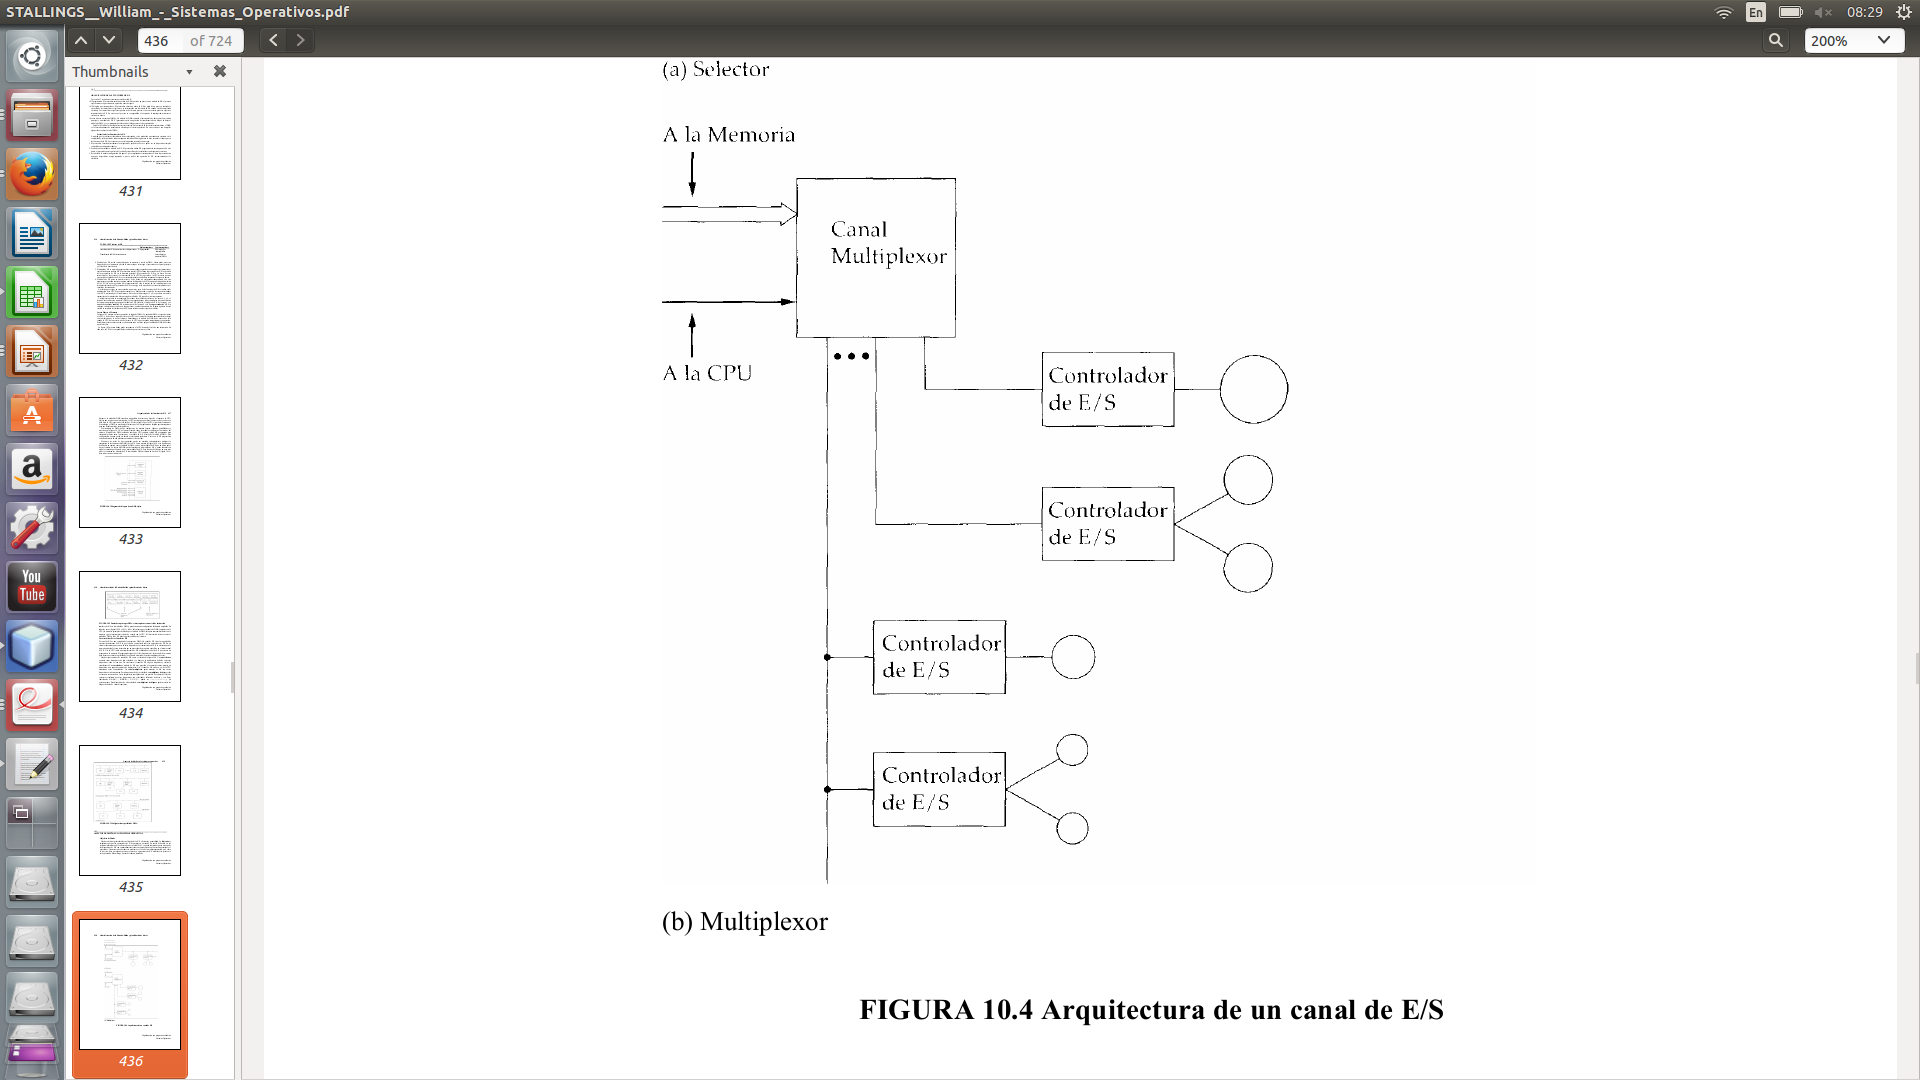 STALLINGS__William_-_Sistemas_Operativos.pdf
En
08:29
436 of 724
200%
Thumbnails
431
432
433
434
435
436
a
You
Tube
(a) Selector
A la Memoria
Canal
Multiplexor
A la CPU
Controlador
de E/S
Controlador
de E/S
Controlador
de E/S
Controlador
de E/S
(b) Multiplexor
FIGURA 10.4 Arquitectura de un canal de E/S